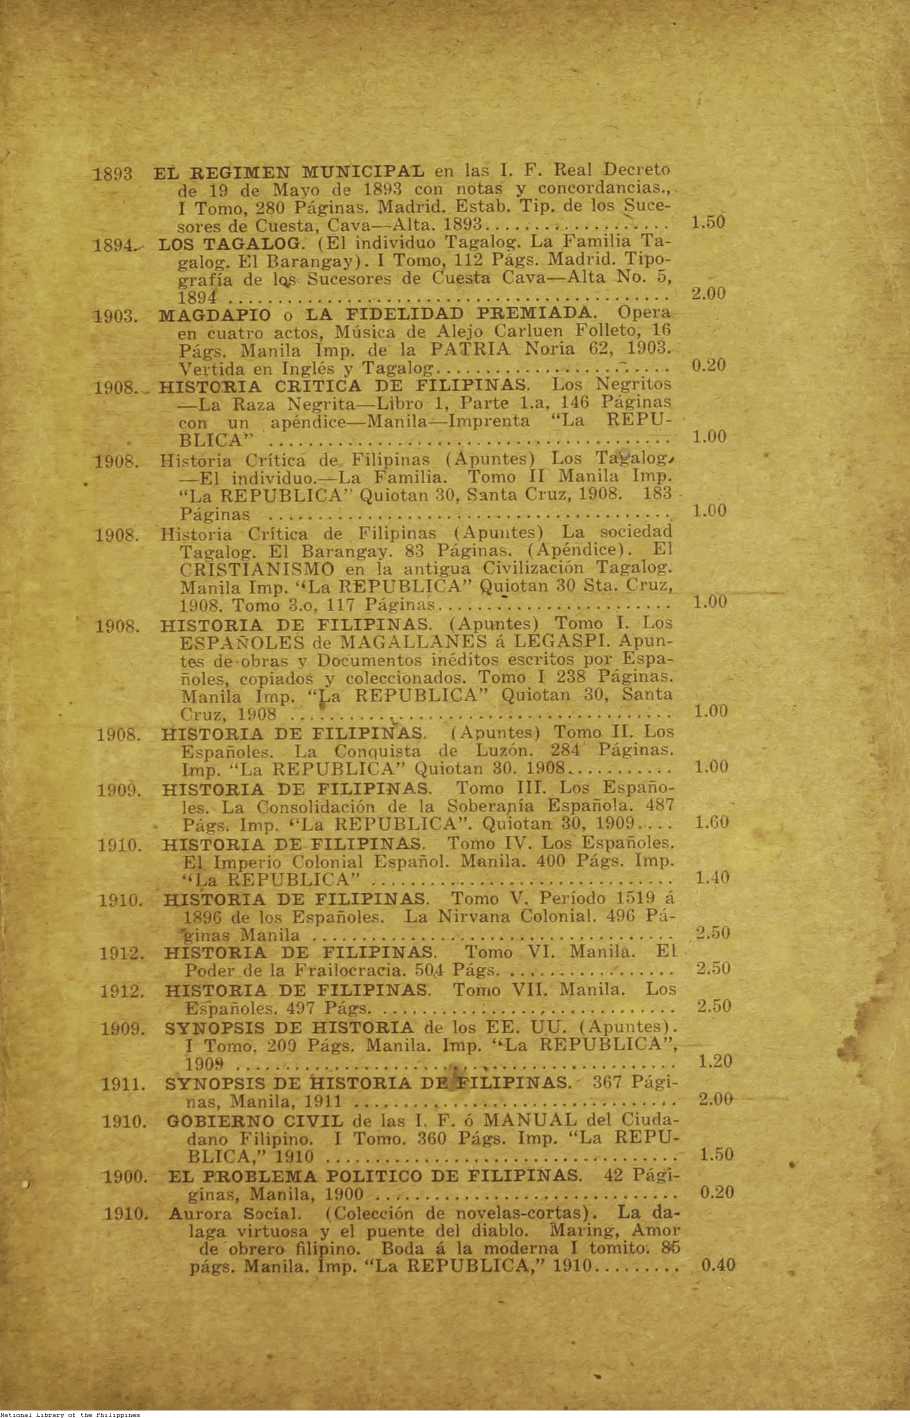 1893 EL REGIMEN MUNICIPAL en las I. F. Real Decreto
de 19 de Mayo de 1893 con notas y concordancias.,
I Tomo, 280 Páginas. Madrid. Estab. Tip. de los Suce-
sores de Cuesta, Cava—Alta. 1893.................... 1.50
1894. LOS TAGALOG. (El individuo Tagalog. La Familia Ta-
galog. El Barangay). I Tomo, 112 Págs. Madrid. Tipo-
grafía de los Sucesores de Cuesta Cava—Alta No. 5,
1894 ............................................. 2.00
1903. MAGDAPIO o LA FIDELIDAD PREMIADA. Opera
en cuatro actos, Música de Alejo Carluen Folleto, 16
Págs. Manila Imp. de la PATRIA Noria 62, 1903.
Vertida en Inglés y Tagalog......................... 0.20
1908. HISTORIA CRITICA DE FILIPINAS. Los Negritos
—La Raza Negrita—Libro 1, Parte 1.a, 146 Páginas
con un apéndice—Manila—Imprenta “La REPU-
BLICA” ......................................... 1.00
1908. Historia Crítica de Filipinas (Apuntes) Los Tagalog.
—El individuo.—La Familia. Tomo II Manila Imp.
“La REPUBLICA” Quiotan 30, Santa Cruz, 1908. 183
Páginas ......................................... 1.00
1908. Historia Crítica de Filipinas (Apuntes) La sociedad
Tagalog. El Barangay. 83 Páginas. (Apéndice). El
CRISTIANISMO en la antigua Civilización Tagalog.
Manila Imp. “La REPUBLICA” Quiotan 30 Sta. Cruz,
1908. Tomo 3.o, 117 Páginas........................ 1.00
1908. HISTORIA DE FILIPINAS. (Apuntes) Tomo I. Los
ESPAÑOLES de MAGALLANES á LEGASPI. Apun-
tes de obras y Documentos inéditos escritos por Espa-
ñoles, copiados y coleccionados. Tomo I 238 Páginas.
Manila Imp. “La REPUBLICA” Quiotan 30, Santa
Cruz, 1908 ....................................... 1.00
1908. HISTORIA DE FILIPINAS. (Apuntes) Tomo II. Los
Españoles. La Conquista de Luzón. 284 Páginas.
Imp. “La REPUBLICA” Quiotan 30. 1908........... 1.00
1909. HISTORIA DE FILIPINAS. Tomo III. Los Españo-
les. La Consolidación de la Soberanía Española. 487
Págs. Imp. “La REPUBLICA”. Quiotan 30, 1909.... 1.60
1910. HISTORIA DE FILIPINAS. Tomo IV. Los Españoles.
El Imperio Colonial Español. Manila. 400 Págs. Imp.
“La REPUBLICA” ............................... 1.40
1910. HISTORIA DE FILIPINAS. Tomo V. Periodo 1519 á
1896 de los Españoles. La Nirvana Colonial. 496 Pá-
ginas Manila ..................................... 2.50
1912. HISTORIA DE FILIPINAS. Tomo VI. Manila. El
Poder de la Frailocracia. 504 Págs. .................. 2.50
1912. HISTORIA DE FILIPINAS. Tomo VII. Manila. Los
Españoles. 497 Págs. .............................. 2.50
1909. SYNOPSIS DE HISTORIA de los EE. UU. (Apuntes).
I Tomo. 209 Págs. Manila. Imp. “La REPUBLICA”,
1909 ............................................. 1.20
1911. SYNOPSIS DE HISTORIA DE FILIPINAS. 367 Pági-
nas, Manila, 1911 ................................. 2.00
1910. GOBIERNO CIVIL de las I. F. ó MANUAL del Ciuda-
dano Filipino. I Tomo. 360 Págs. Imp. “La REPU-
BLICA,” 1910 .................................... 1.50
1900. EL PROBLEMA POLITICO DE FILIPINAS. 42 Pági-
ginas, Manila, 1900 ............................... 0.20
1910. Aurora Social. (Colección de novelas-cortas). La da-
laga virtuosa y el puente del diablo. Maring, Amor
de obrero filipino. Boda á la moderna I tomito. 86
págs. Manila. Imp. “La REPUBLICA,” 1910......... 0.40
National Library of the Philippines